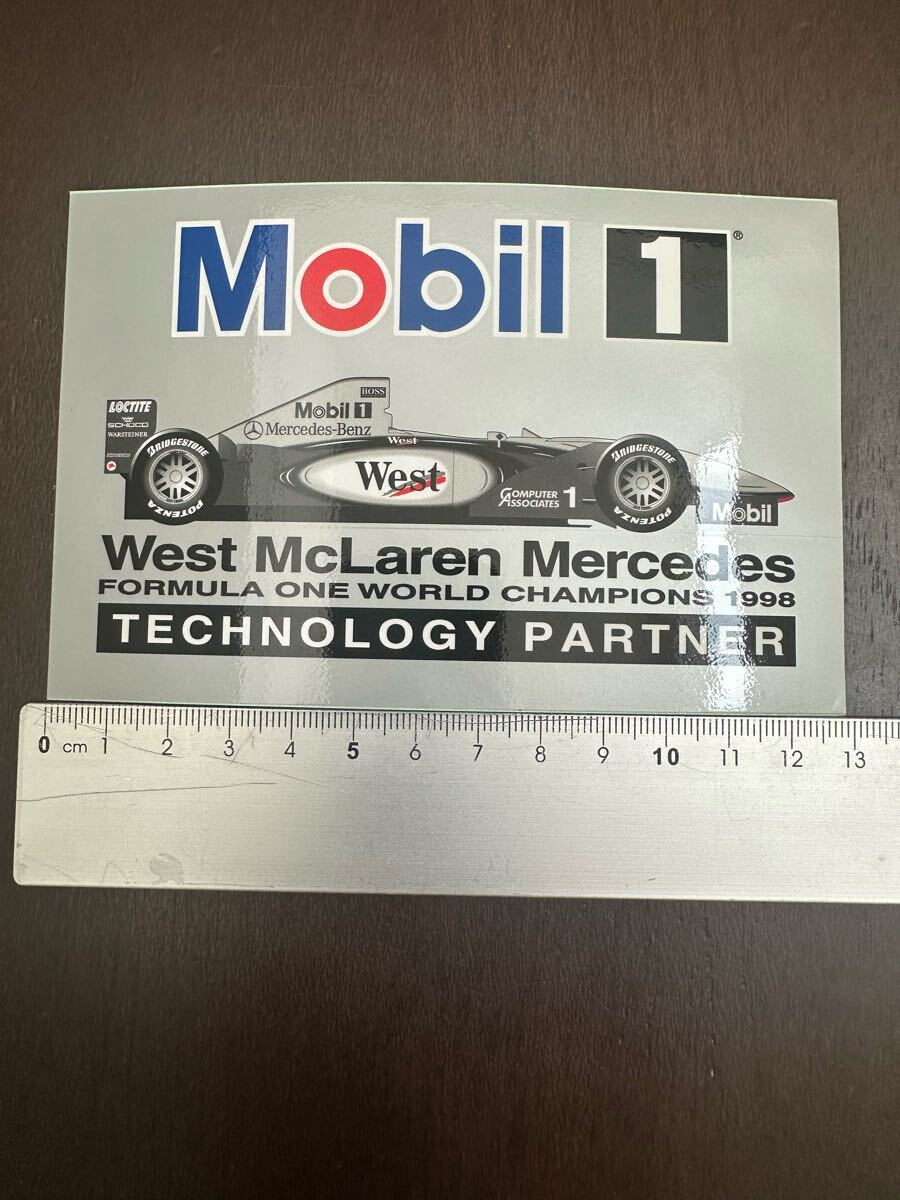 Mobil 1®
BOSS
Mobil 1
Mercedes-Benz
LOCTITE
SCHÜCO
WARSTEINER
West
BRIDGESTONE
BRIDGESTONE
West
COMPUTER
ASSOCIATES 1
POTENZA
POTENZA
Mobil
West McLaren Mercedes
FORMULA ONE WORLD CHAMPIONS 1998
TECHNOLOGY PARTNER
0 cm 1 2 3 4 5 6 7 8 9 10 11 12 13